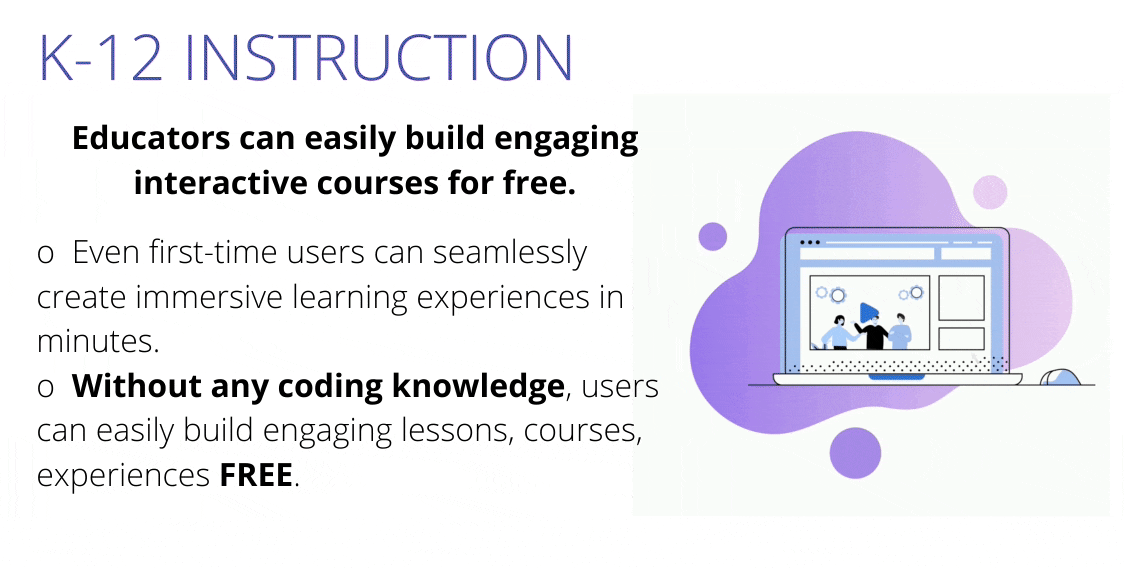 K-12 INSTRUCTION
Educators can easily build engaging
interactive courses for free.
o Even first-time users can seamlessly
create immersive learning experiences in
minutes.
o Without any coding knowledge, users
can easily build engaging lessons, courses,
experiences FREE.